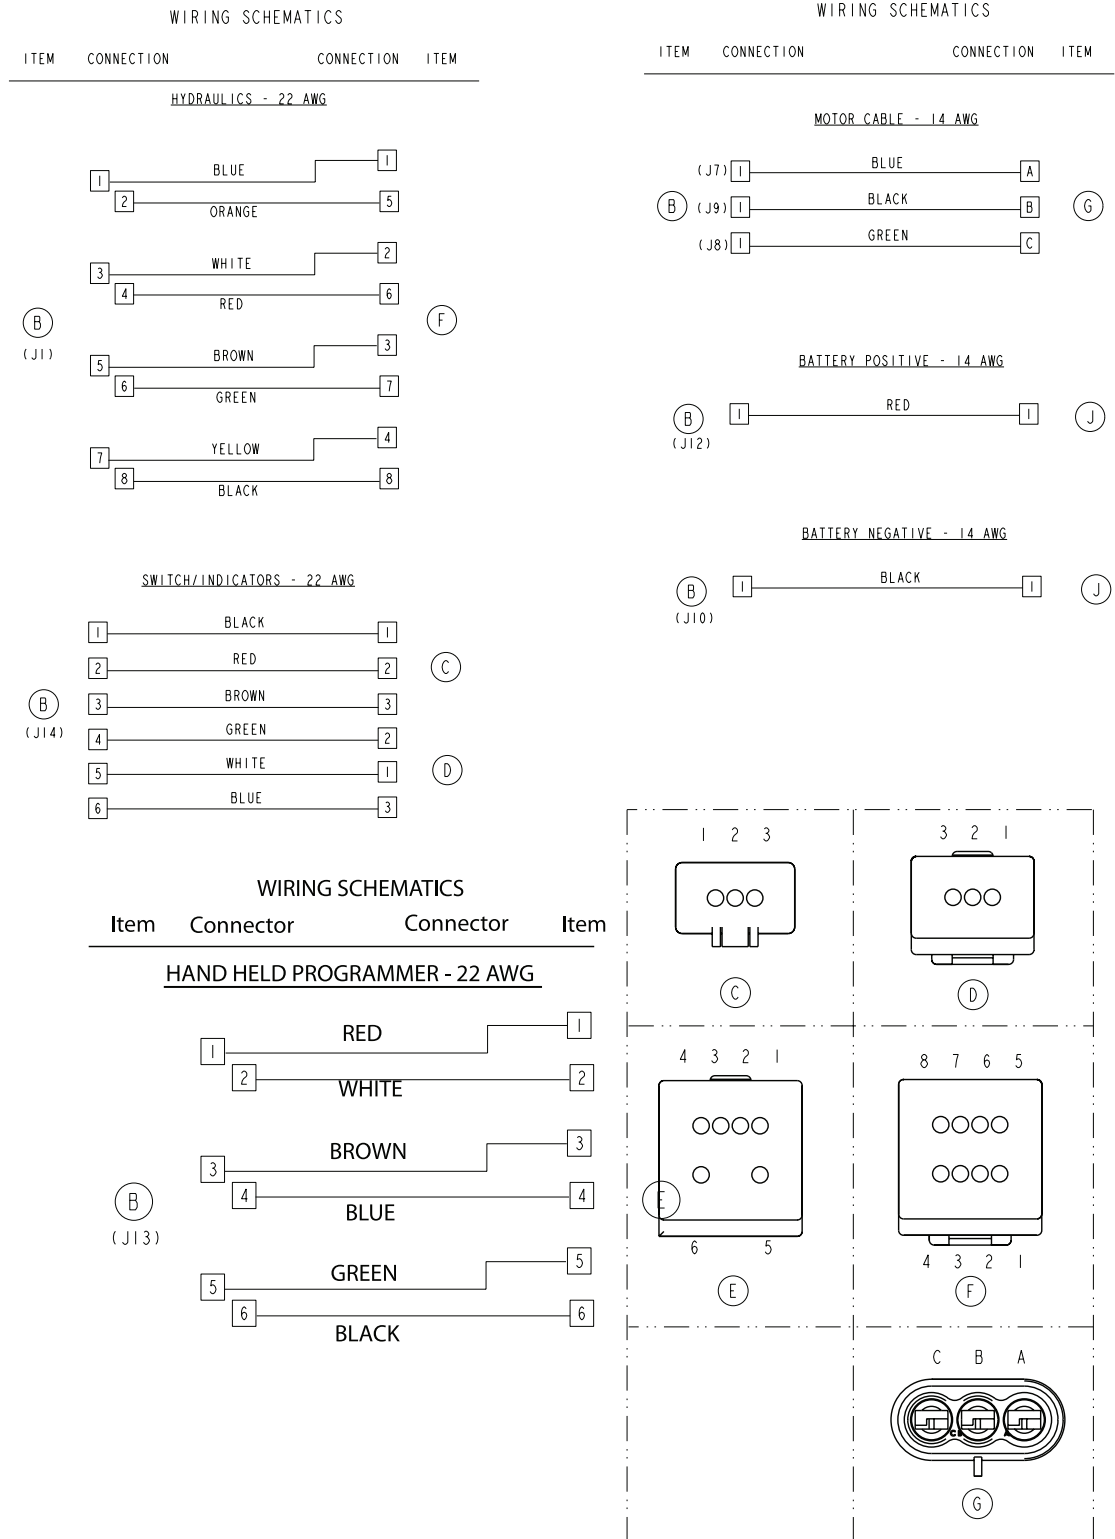 WIRING SCHEMATICS
ITEM CONNECTION CONNECTION ITEM
HYDRAULICS - 22 AWG
1 BLUE 1
2 ORANGE 5
3 WHITE 2
4 RED 6
B
(J1)
F
5 BROWN 3
6 GREEN 7
7 YELLOW 4
8 BLACK 8
SWITCH/INDICATORS - 22 AWG
1 BLACK 1
2 RED 2
C
3 BROWN 3
B
(J14)
4 GREEN 2
5 WHITE 1
D
6 BLUE 3
WIRING SCHEMATICS
ITEM CONNECTION CONNECTION ITEM
MOTOR CABLE - 14 AWG
(J7) 1 BLUE A
B (J9) 1 BLACK B G
(J8) 1 GREEN C
BATTERY POSITIVE - 14 AWG
B 1 RED 1 J
(J12)
BATTERY NEGATIVE - 14 AWG
B 1 BLACK 1 J
(J10)
WIRING SCHEMATICS
Item Connector Connector Item
HAND HELD PROGRAMMER - 22 AWG
1 RED 1
2 WHITE 2
3 BROWN 3
4 BLUE 4
B
(J13)
5 GREEN 5
6 BLACK 6
1 2 3
C
3 2 1
D
4 3 2 1
E
6 5
E
8 7 6 5
4 3 2 1
F
C B A
C B A
G